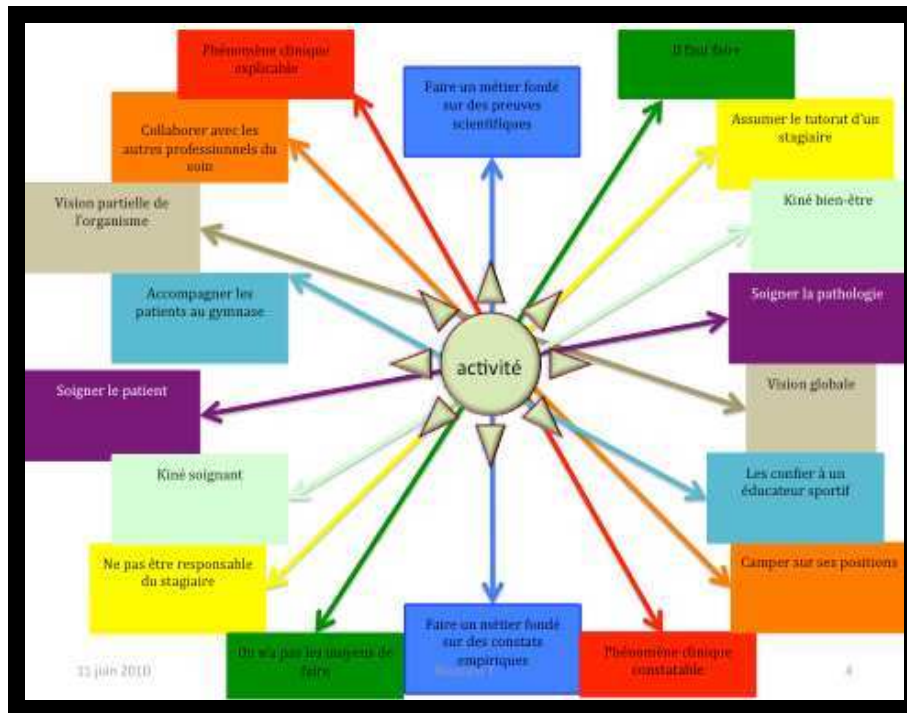 Phénomène clinique
explicable
Il faut faire
Faire un métier fondé
sur des preuves
scientifiques
Collaborer avec les
autres professionnels du
soin
Assumer le tutorat d'un
stagiaire
Vision partielle de
l'organisme
Kiné bien-être
Accompagner les
patients au gymnase
Soigner la pathologie
activité
Soigner le patient
Vision globale
Kiné soignant
Les confier à un
éducateur sportif
Ne pas être responsable
du stagiaire
Camper sur ses positions
On n'a pas les moyens de
faire
Faire un métier fondé
sur des constats
empiriques
Phénomène clinique
constatable
11 juin 2010
4